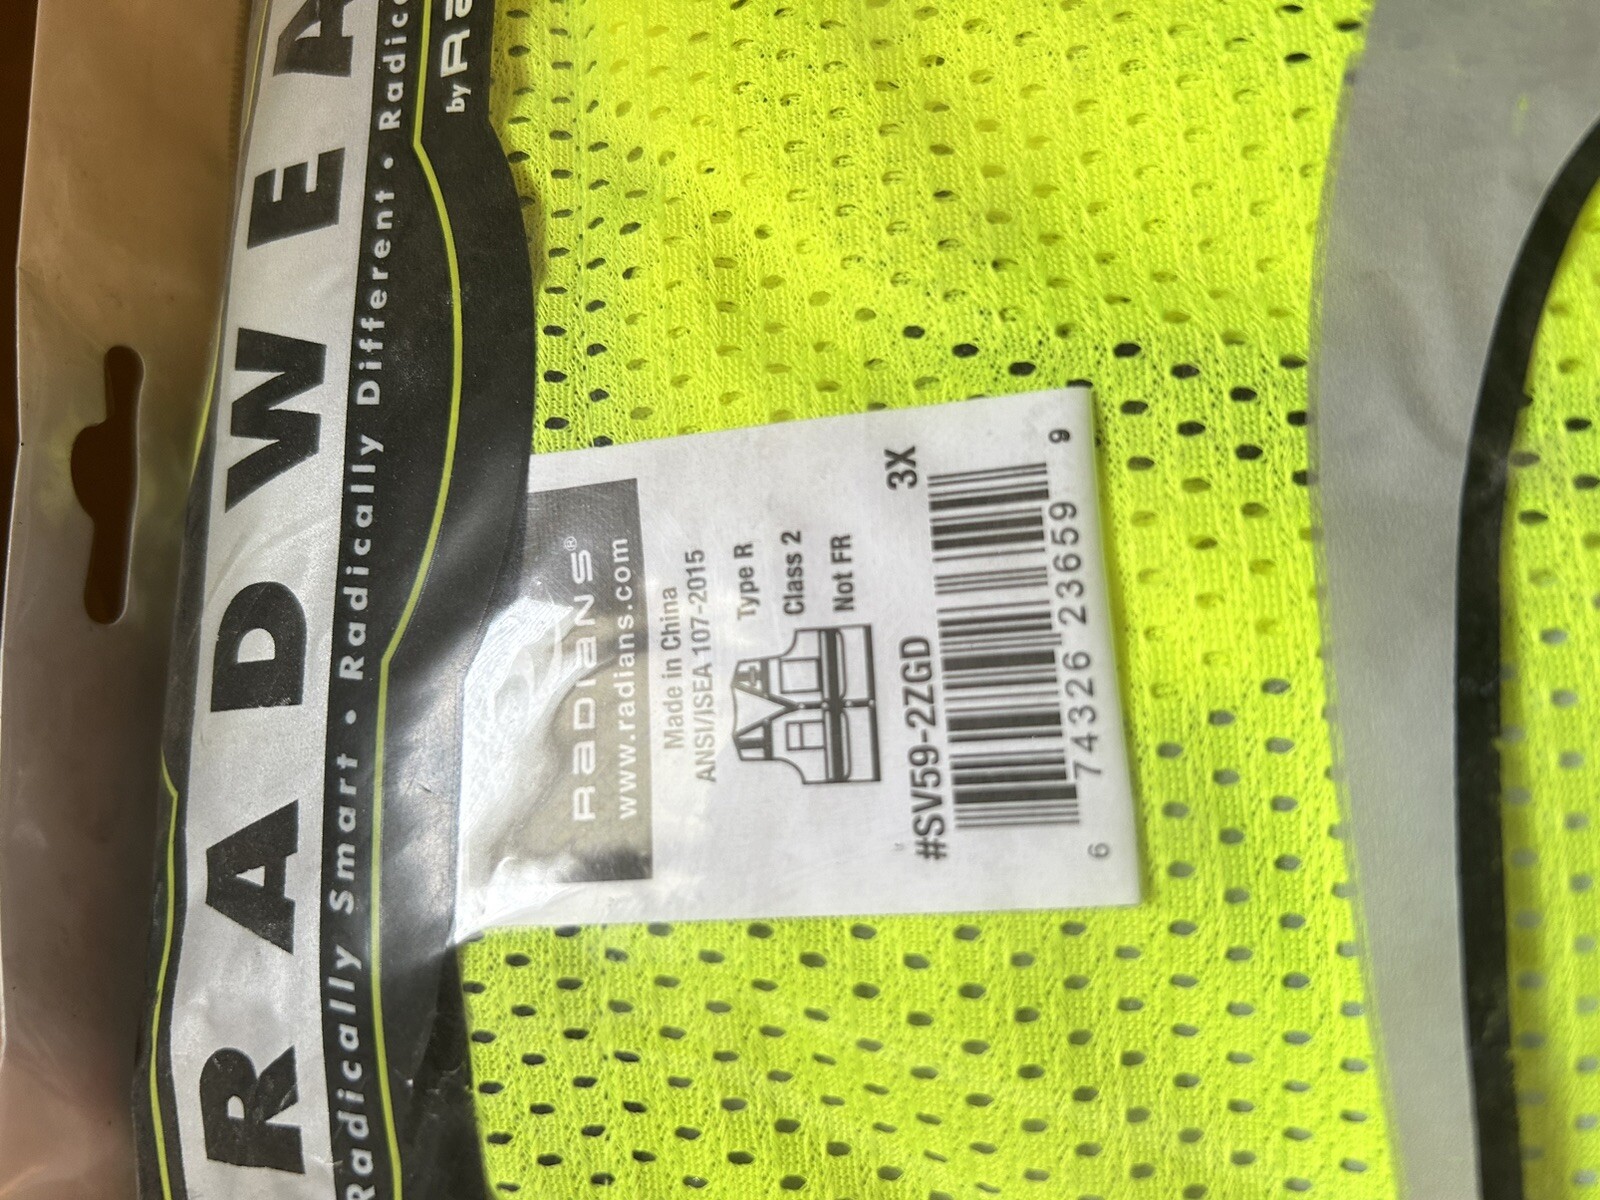 RADWEA
Radically Smart • Radically Different • Radic
by Ra
RaDIaNS®
www.radians.com
Made in China
ANSI/ISEA 107-2015
Type R
Class 2
Not FR
#SV59-2ZGD
3X
6 74326 23659 9